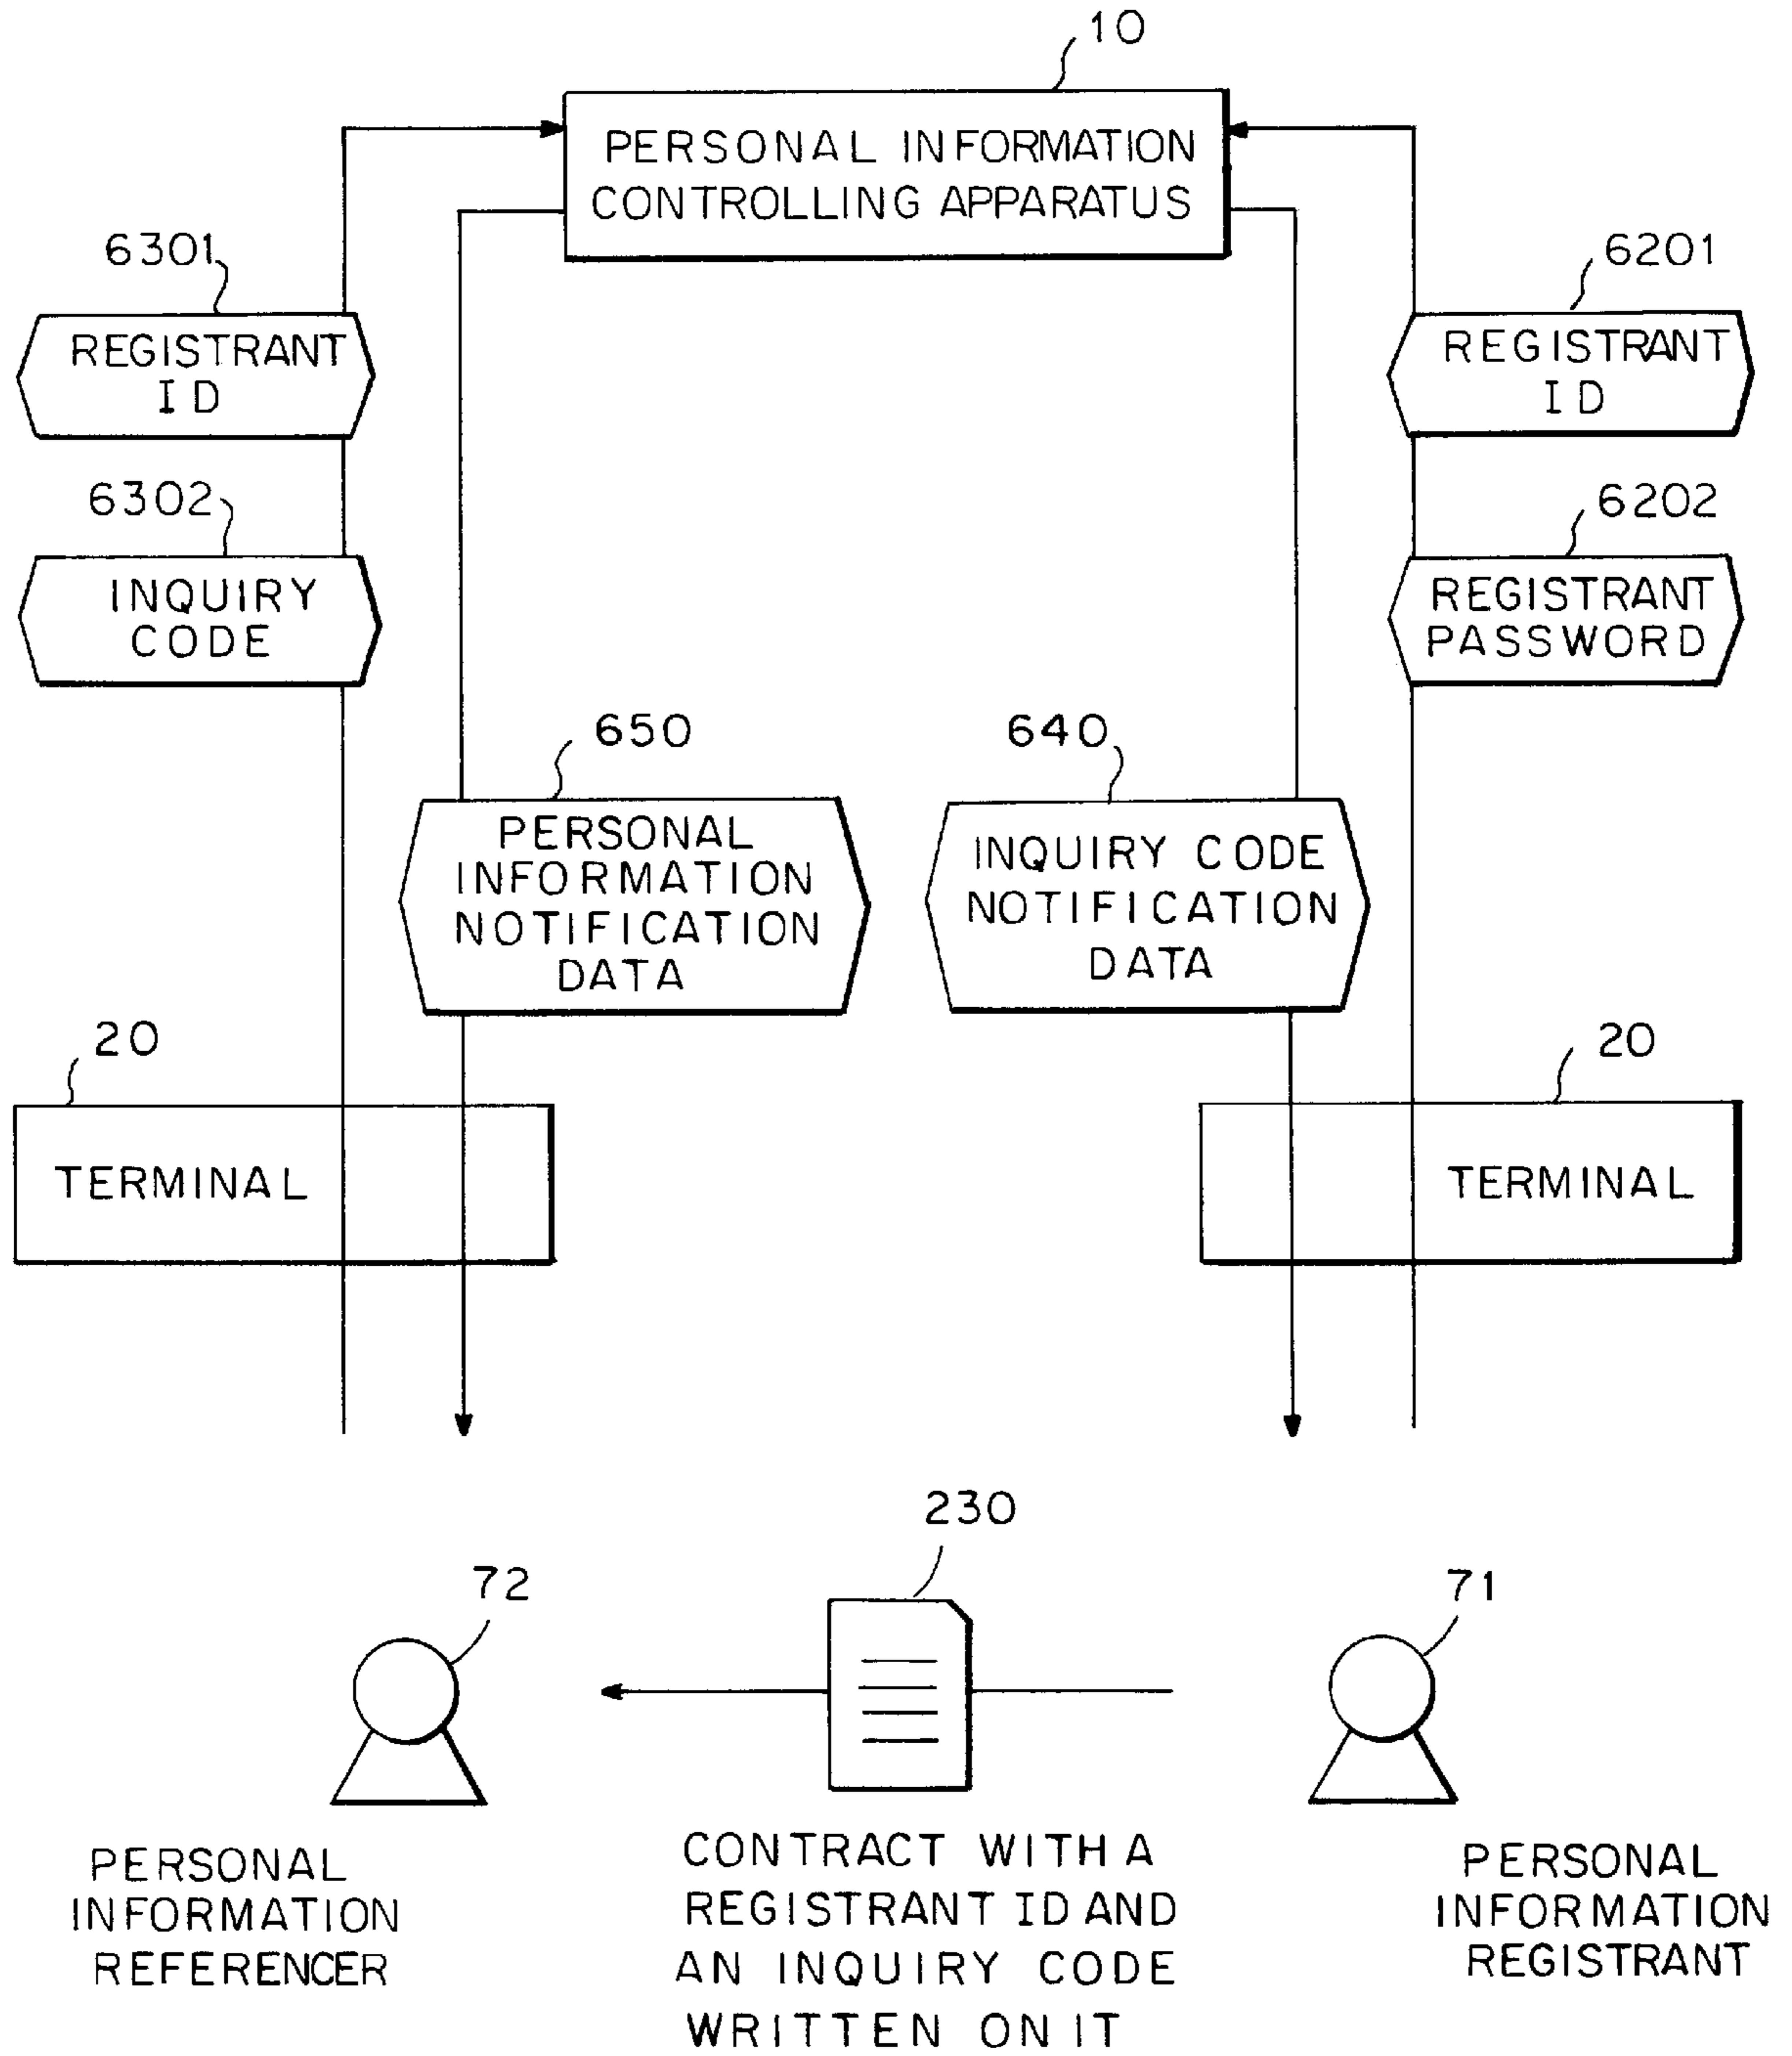 10
PERSONAL INFORMATION
CONTROLLING APPARATUS
6301
REGISTRANT
ID
6201
REGISTRANT
ID
6302
INQUIRY
CODE
6202
REGISTRANT
PASSWORD
650
PERSONAL
INFORMATION
NOTIFICATION
DATA
640
INQUIRY CODE
NOTIFICATION
DATA
20
TERMINAL
20
TERMINAL
230
72
71
PERSONAL
INFORMATION
REFERENCER
CONTRACT WITH A
REGISTRANT ID AND
AN INQUIRY CODE
WRITTEN ON IT
PERSONAL
INFORMATION
REGISTRANT